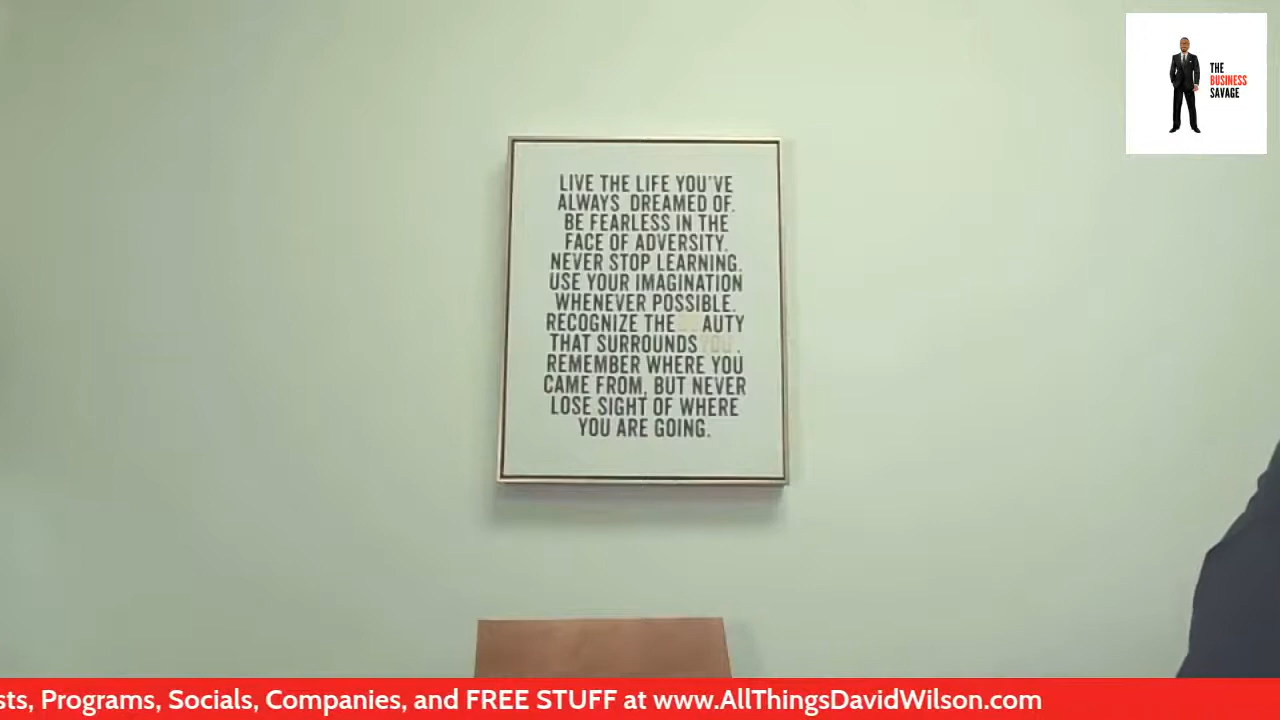 THE
BUSINESS
SAVAGE
LIVE THE LIFE YOU'VE
ALWAYS DREAMED OF.
BE FEARLESS IN THE
FACE OF ADVERSITY.
NEVER STOP LEARNING.
USE YOUR IMAGINATION
WHENEVER POSSIBLE.
RECOGNIZE THE BEAUTY
THAT SURROUNDS YOU.
REMEMBER WHERE YOU
CAME FROM, BUT NEVER
LOSE SIGHT OF WHERE
YOU ARE GOING.
sts, Programs, Socials, Companies, and FREE STUFF at www.AllThingsDavidWilson.com